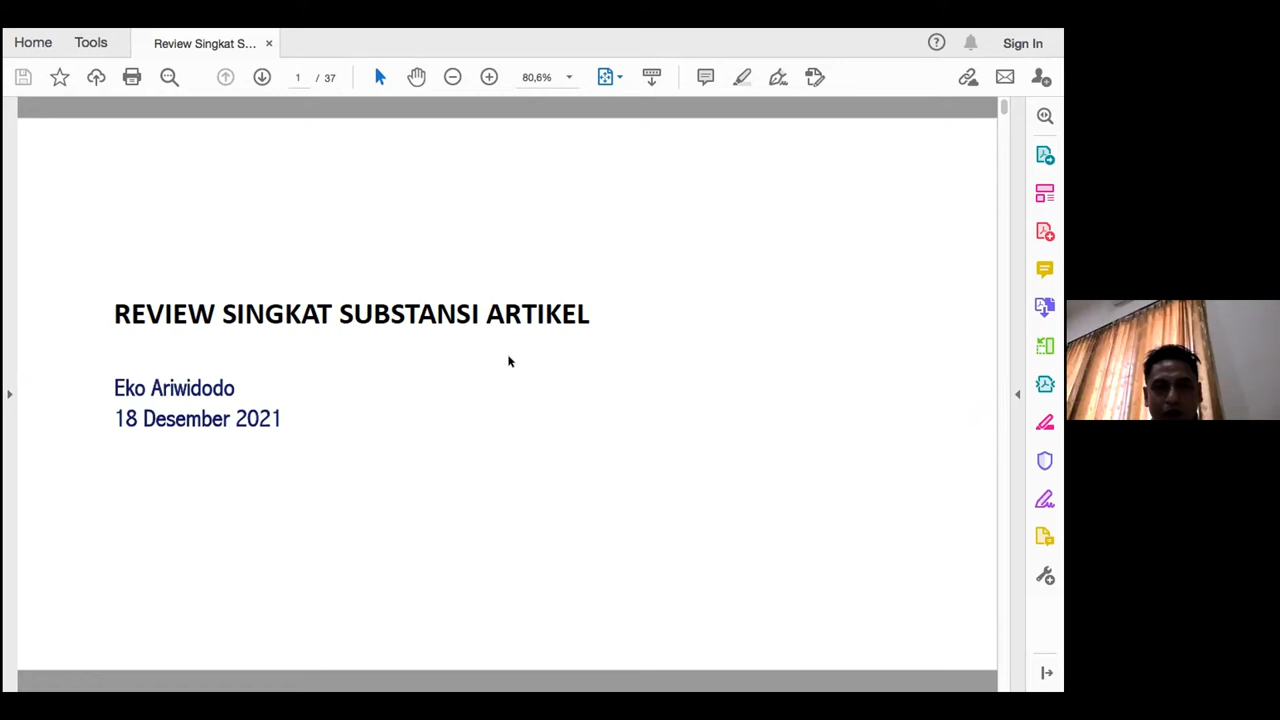 Home Tools Review Singkat S... × Sign In
1 / 37 80,6%
REVIEW SINGKAT SUBSTANSI ARTIKEL
Eko Ariwidodo
18 Desember 2021